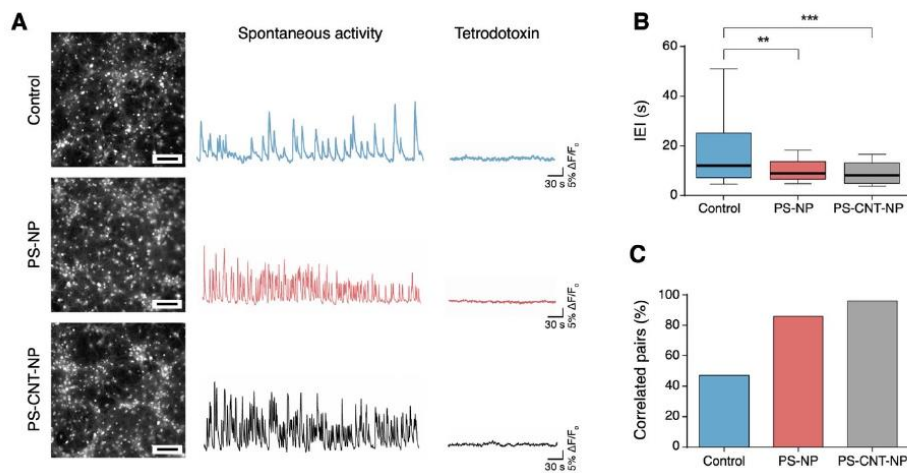 A
Spontaneous activity
Tetrodotoxin
Control
30 s
5% ΔF/F₀
PS-NP
30 s
5% ΔF/F₀
PS-CNT-NP
30 s
5% ΔF/F₀
B
***
**
IEI (s)
60
40
20
0
Control PS-NP PS-CNT-NP
C
Correlated pairs (%)
100
80
60
40
20
0
Control PS-NP PS-CNT-NP